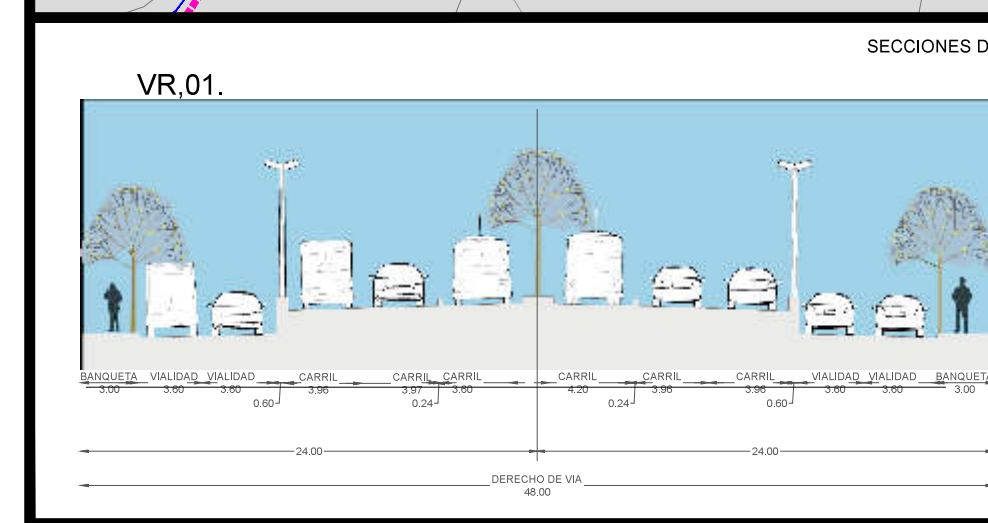 SECCIONES D
VR,01.
BANQUETA VIALIDAD VIALIDAD CARRIL CARRIL CARRIL CARRIL CARRIL CARRIL VIALIDAD VIALIDAD BANQUETA
3.00 3.60 3.60 3.96 3.97 3.60 4.20 3.96 3.96 3.60 3.60 3.00
0.60 0.24 0.24 0.60
24.00 24.00
DERECHO DE VIA
48.00